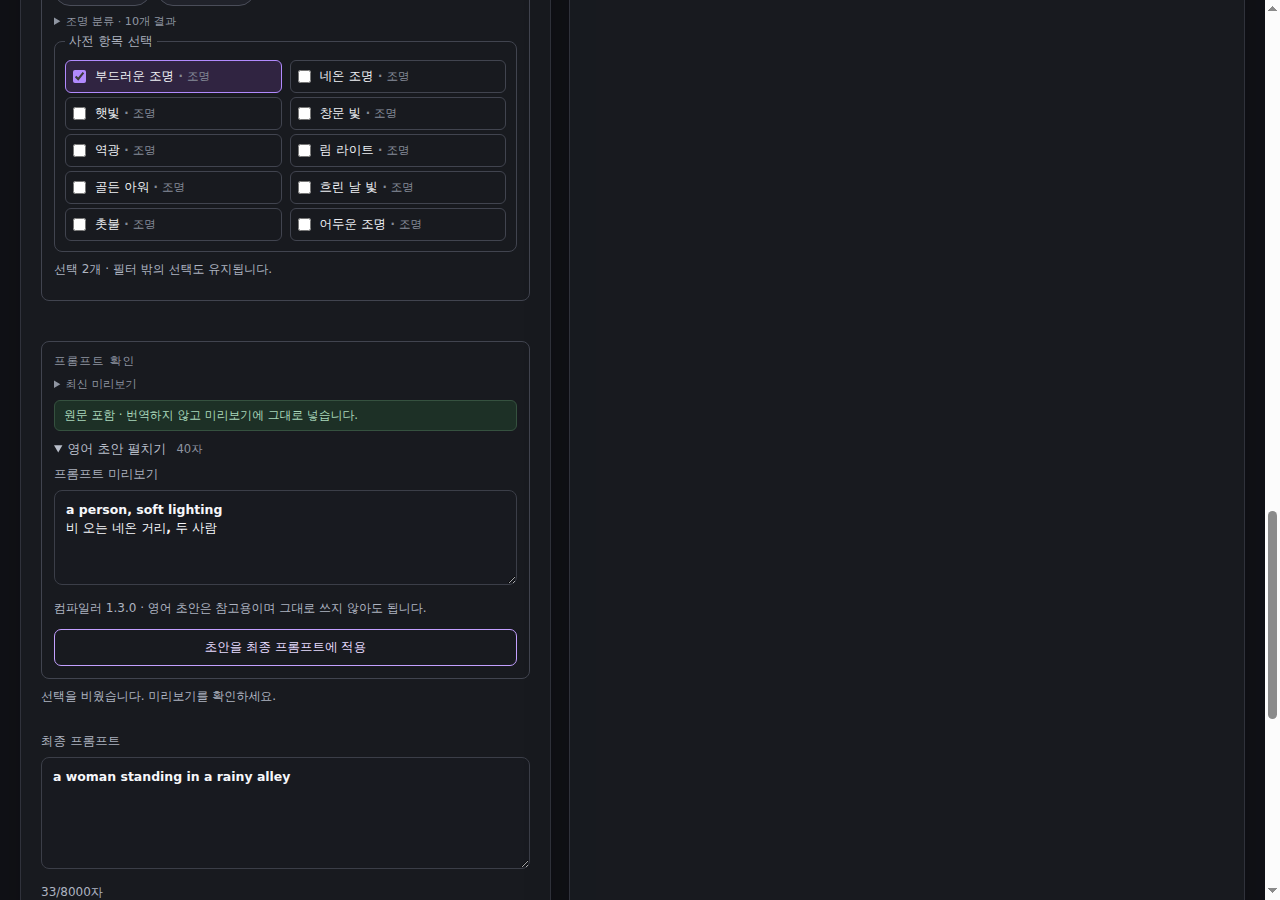 조명 분류 · 10개 결과
사전 항목 선택
부드러운 조명 · 조명
네온 조명 · 조명
햇빛 · 조명
창문 빛 · 조명
역광 · 조명
림 라이트 · 조명
골든 아워 · 조명
흐린 날 빛 · 조명
촛불 · 조명
어두운 조명 · 조명
선택 2개 · 필터 밖의 선택도 유지됩니다.
프롬프트 확인
최신 미리보기
원문 포함 · 번역하지 않고 미리보기에 그대로 넣습니다.
영어 초안 펼치기 40자
프롬프트 미리보기
a person, soft lighting
비 오는 네온 거리, 두 사람
컴파일러 1.3.0 · 영어 초안은 참고용이며 그대로 쓰지 않아도 됩니다.
초안을 최종 프롬프트에 적용
선택을 비웠습니다. 미리보기를 확인하세요.
최종 프롬프트
a woman standing in a rainy alley
33/8000자